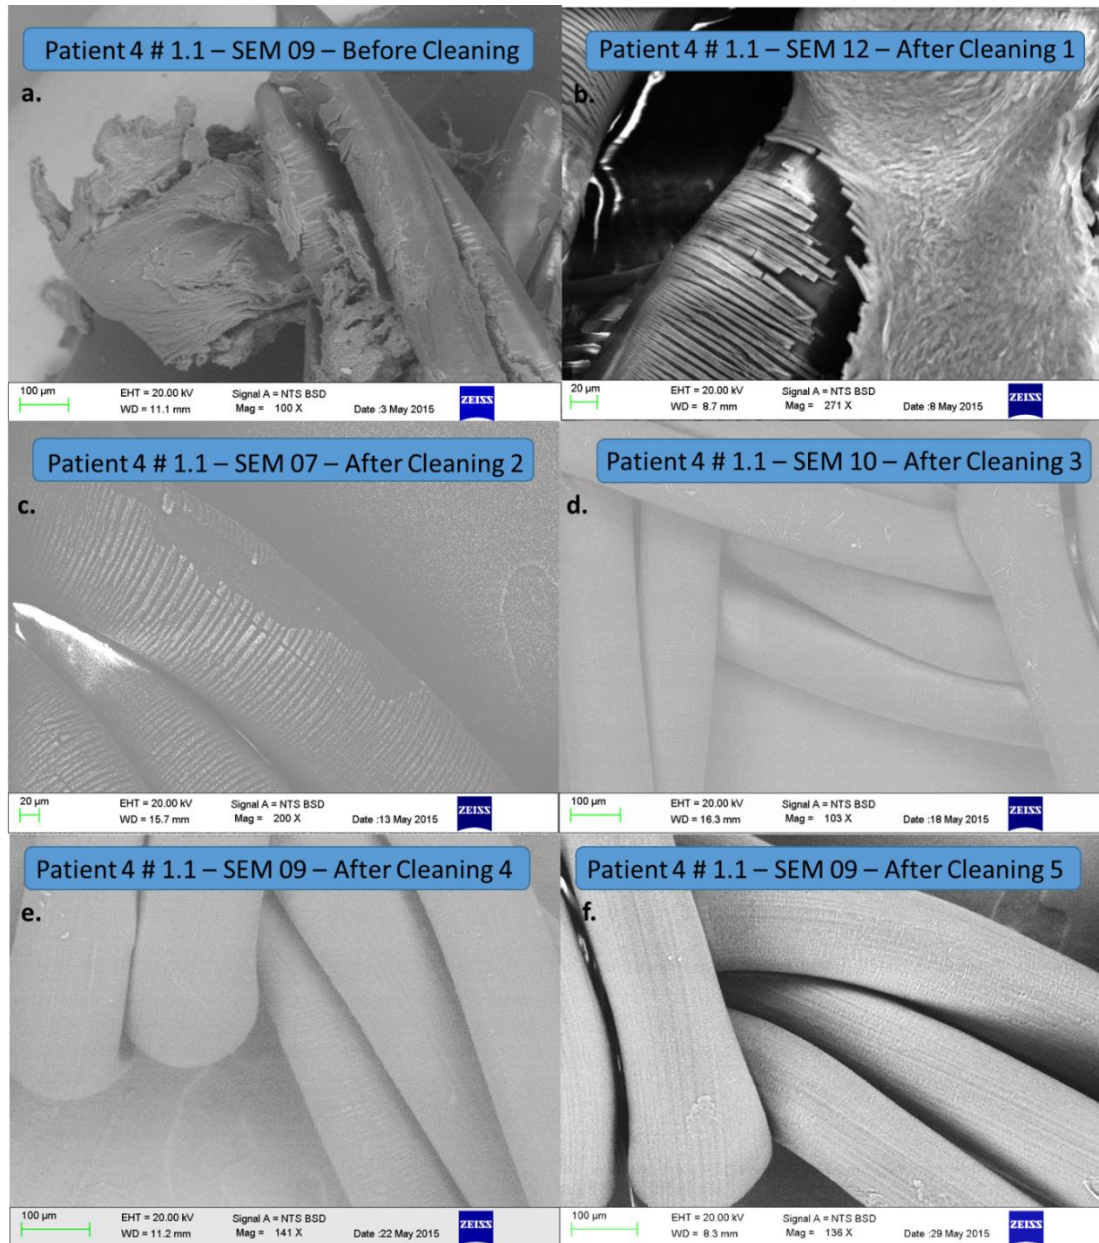 Patient 4 # 1.1 – SEM 09 – Before Cleaning
a.
100 µm
EHT = 20.00 kV
Signal A = NTS BSD
WD = 11.1 mm
Mag = 100 X
Date :3 May 2015
ZEISS
Patient 4 # 1.1 – SEM 12 – After Cleaning 1
b.
20 µm
EHT = 20.00 kV
Signal A = NTS BSD
WD = 8.7 mm
Mag = 271 X
Date :8 May 2015
ZEISS
Patient 4 # 1.1 – SEM 07 – After Cleaning 2
c.
20 µm
EHT = 20.00 kV
Signal A = NTS BSD
WD = 15.7 mm
Mag = 200 X
Date :13 May 2015
ZEISS
Patient 4 # 1.1 – SEM 10 – After Cleaning 3
d.
100 µm
EHT = 20.00 kV
Signal A = NTS BSD
WD = 16.3 mm
Mag = 103 X
Date :18 May 2015
ZEISS
Patient 4 # 1.1 – SEM 09 – After Cleaning 4
e.
100 µm
EHT = 20.00 kV
Signal A = NTS BSD
WD = 11.2 mm
Mag = 141 X
Date :22 May 2015
ZEISS
Patient 4 # 1.1 – SEM 09 – After Cleaning 5
f.
100 µm
EHT = 20.00 kV
Signal A = NTS BSD
WD = 8.3 mm
Mag = 136 X
Date :29 May 2015
ZEISS